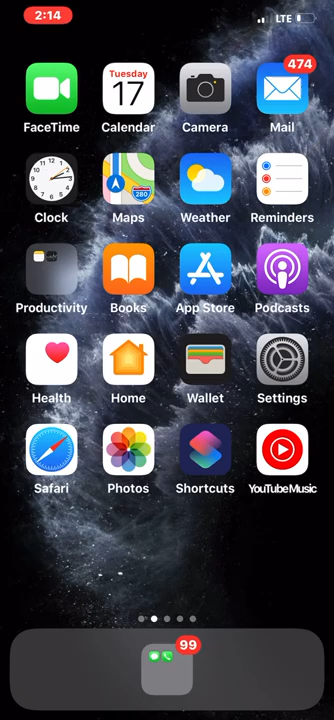 2:14 LTE
474
Tuesday
17
FaceTime Calendar Camera Mail
280
Clock Maps Weather Reminders
Productivity Books App Store Podcasts
Health Home Wallet Settings
Safari Photos Shortcuts YouTube Music
99